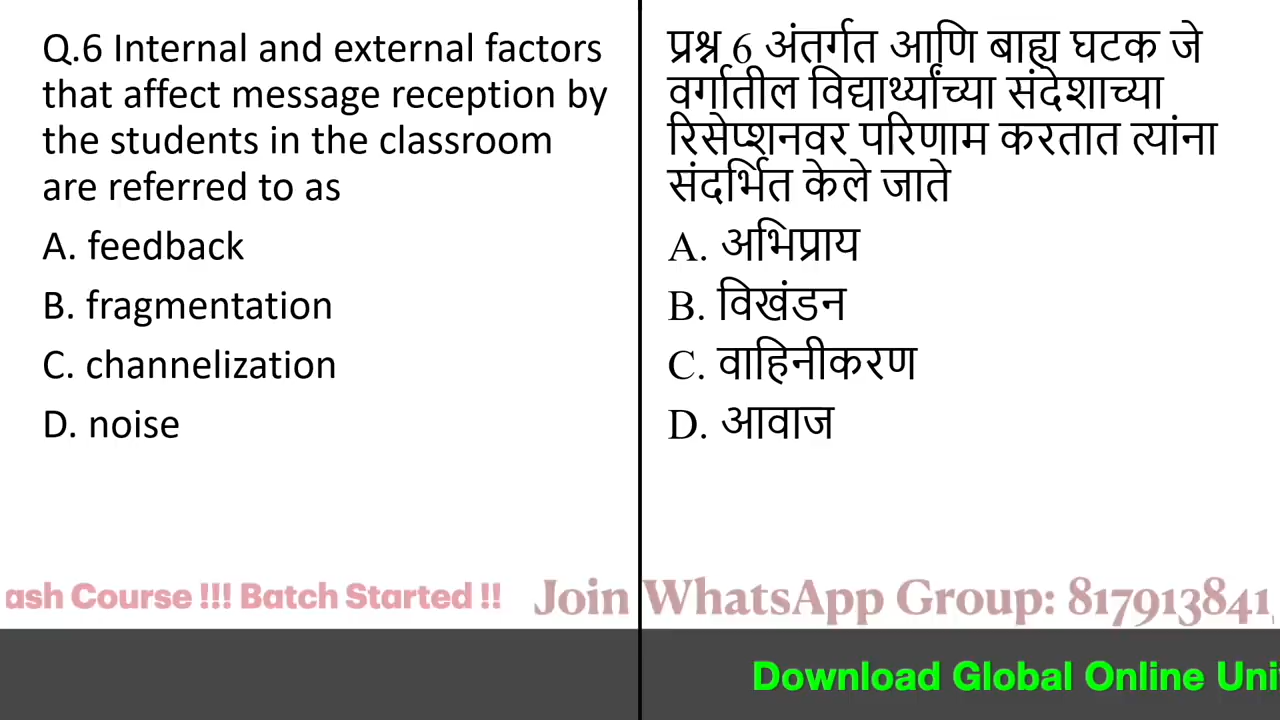 Q.6 Internal and external factors
that affect message reception by
the students in the classroom
are referred to as
A. feedback
B. fragmentation
C. channelization
D. noise
प्रश्न 6 अंतर्गत आणि बाह्य घटक जे
वर्गातील विद्यार्थ्यांच्या संदेशाच्या
रिसेप्शनवर परिणाम करतात त्यांना
संदर्भित केले जाते
A. अभिप्राय
B. विखंडन
C. वाहिनीकरण
D. आवाज
ash Course !!! Batch Started !! Join WhatsApp Group: 817913841
Download Global Online Uni